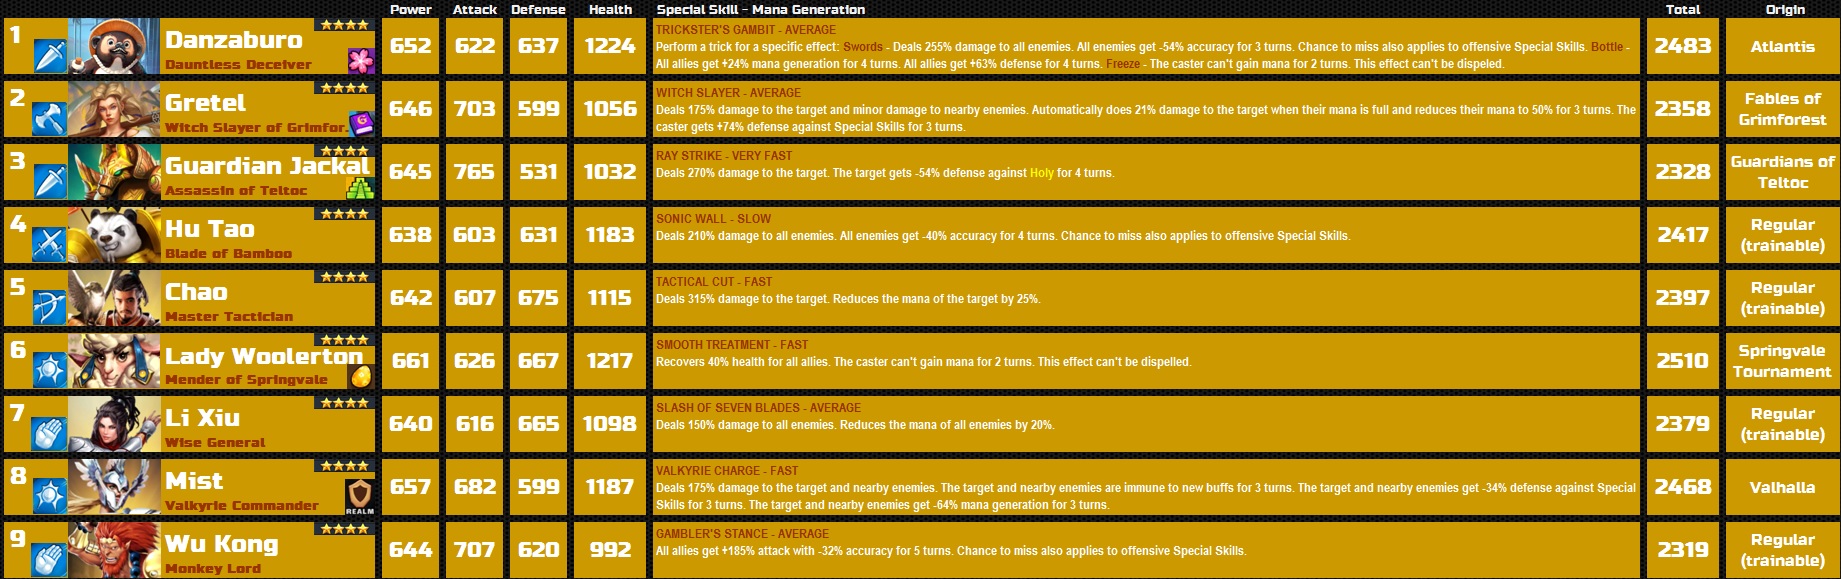 Power Attack Defense Health Special Skill - Mana Generation Total Origin
1 Danzaburo
Dauntless Deceiver
652 622 637 1224
TRICKSTER'S GAMBIT - AVERAGE
Perform a trick for a specific effect: Swords - Deals 255% damage to all enemies. All enemies get -54% accuracy for 3 turns. Chance to miss also applies to offensive Special Skills. Bottle -
All allies get +24% mana generation for 4 turns. All allies get +63% defense for 4 turns. Freeze - The caster can't gain mana for 2 turns. This effect can't be dispeled.
2483 Atlantis
2 Gretel
Witch Slayer of Grimfor.
G
646 703 599 1056
WITCH SLAYER - AVERAGE
Deals 175% damage to the target and minor damage to nearby enemies. Automatically does 21% damage to the target when their mana is full and reduces their mana to 50% for 3 turns. The
caster gets +74% defense against Special Skills for 3 turns.
2358 Fables of
Grimforest
3 Guardian Jackal
Assassin of Teltoc
645 765 531 1032
RAY STRIKE - VERY FAST
Deals 270% damage to the target. The target gets -54% defense against Holy for 4 turns.
2328 Guardians of
Teltoc
4 Hu Tao
Blade of Bamboo
638 603 631 1183
SONIC WALL - SLOW
Deals 210% damage to all enemies. All enemies get -40% accuracy for 4 turns. Chance to miss also applies to offensive Special Skills.
2417 Regular
(trainable)
5 Chao
Master Tactician
642 607 675 1115
TACTICAL CUT - FAST
Deals 315% damage to the target. Reduces the mana of the target by 25%.
2397 Regular
(trainable)
6 Lady Woolerton
Mender of Springvale
661 626 667 1217
SMOOTH TREATMENT - FAST
Recovers 40% health for all allies. The caster can't gain mana for 2 turns. This effect can't be dispelled.
2510 Springvale
Tournament
7 Li Xiu
Wise General
640 616 665 1098
SLASH OF SEVEN BLADES - AVERAGE
Deals 150% damage to all enemies. Reduces the mana of all enemies by 20%.
2379 Regular
(trainable)
8 Mist
Valkyrie Commander
REALM
657 682 599 1187
VALKYRIE CHARGE - FAST
Deals 175% damage to the target and nearby enemies. The target and nearby enemies are immune to new buffs for 3 turns. The target and nearby enemies get -34% defense against Special
Skills for 3 turns. The target and nearby enemies get -64% mana generation for 3 turns.
2468 Valhalla
9 Wu Kong
Monkey Lord
644 707 620 992
GAMBLER'S STANCE - AVERAGE
All allies get +185% attack with -32% accuracy for 5 turns. Chance to miss also applies to offensive Special Skills.
2319 Regular
(trainable)